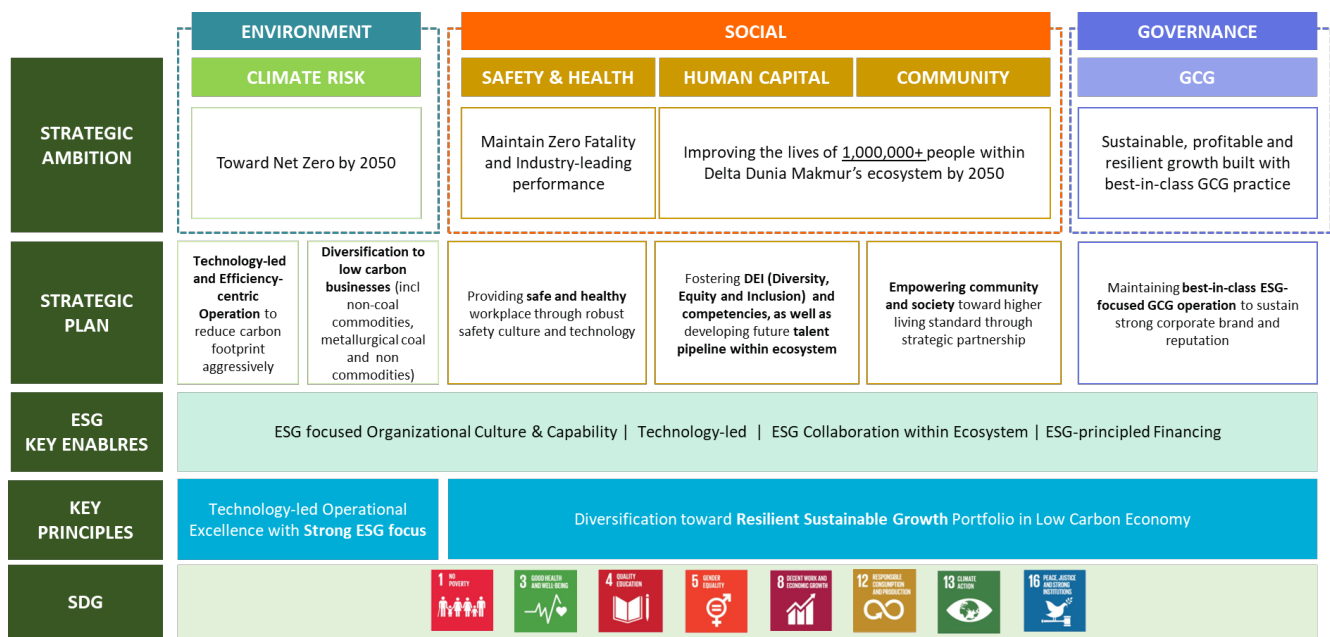 ENVIRONMENT
SOCIAL
GOVERNANCE
CLIMATE RISK
SAFETY & HEALTH
HUMAN CAPITAL
COMMUNITY
GCG
STRATEGIC
AMBITION
Toward Net Zero by 2050
Maintain Zero Fatality
and Industry-leading
performance
Improving the lives of 1,000,000+ people within
Delta Dunia Makmur's ecosystem by 2050
Sustainable, profitable and
resilient growth built with
best-in-class GCG practice
STRATEGIC
PLAN
Technology-led
and Efficiency-
centric
Operation to
reduce carbon
footprint
aggressively
Diversification to
low carbon
businesses (incl
non-coal
commodities,
metallurgical coal
and non
commodities)
Providing safe and healthy
workplace through robust
safety culture and technology
Fostering DEI (Diversity,
Equity and Inclusion) and
competencies, as well as
developing future talent
pipeline within ecosystem
Empowering community
and society toward higher
living standard through
strategic partnership
Maintaining best-in-class ESG-
focused GCG operation to sustain
strong corporate brand and
reputation
ESG
KEY ENABLRES
ESG focused Organizational Culture & Capability | Technology-led | ESG Collaboration within Ecosystem | ESG-principled Financing
KEY
PRINCIPLES
Technology-led Operational
Excellence with Strong ESG focus
Diversification toward Resilient Sustainable Growth Portfolio in Low Carbon Economy
SDG
1 NO
POVERTY
3 GOOD HEALTH
AND WELL-BEING
4 QUALITY
EDUCATION
5 GENDER
EQUALITY
8 DECENT WORK AND
ECONOMIC GROWTH
12 RESPONSIBLE
CONSUMPTION
AND PRODUCTION
13 CLIMATE
ACTION
16 PEACE, JUSTICE
AND STRONG
INSTITUTIONS